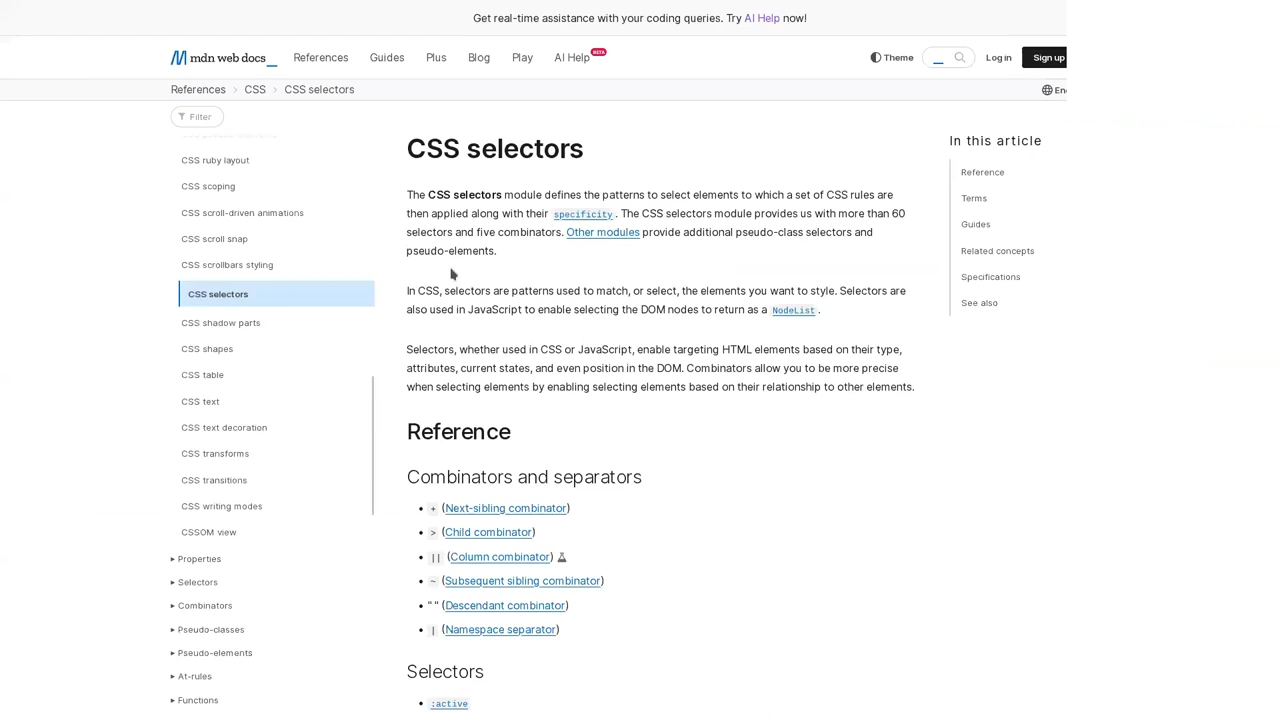 Get real-time assistance with your coding queries. Try AI Help now!
mdn web docs_
References
Guides
Plus
Blog
Play
AI Help BETA
Theme
Log in
Sign up
References
CSS
CSS selectors
Filter
CSS ruby layout
CSS scoping
CSS scroll-driven animations
CSS scroll snap
CSS scrollbars styling
CSS selectors
CSS shadow parts
CSS shapes
CSS table
CSS text
CSS text decoration
CSS transforms
CSS transitions
CSS writing modes
CSSOM view
Properties
Selectors
Combinators
Pseudo-classes
Pseudo-elements
At-rules
Functions
CSS selectors
The CSS selectors module defines the patterns to select elements to which a set of CSS rules are
then applied along with their specificity. The CSS selectors module provides us with more than 60
selectors and five combinators. Other modules provide additional pseudo-class selectors and
pseudo-elements.
In CSS, selectors are patterns used to match, or select, the elements you want to style. Selectors are
also used in JavaScript to enable selecting the DOM nodes to return as a NodeList.
Selectors, whether used in CSS or JavaScript, enable targeting HTML elements based on their type,
attributes, current states, and even position in the DOM. Combinators allow you to be more precise
when selecting elements by enabling selecting elements based on their relationship to other elements.
Reference
Combinators and separators
• + (Next-sibling combinator)
• > (Child combinator)
• || (Column combinator)
• ~ (Subsequent sibling combinator)
• " " (Descendant combinator)
• | (Namespace separator)
Selectors
• :active
In this article
Reference
Terms
Guides
Related concepts
Specifications
See also